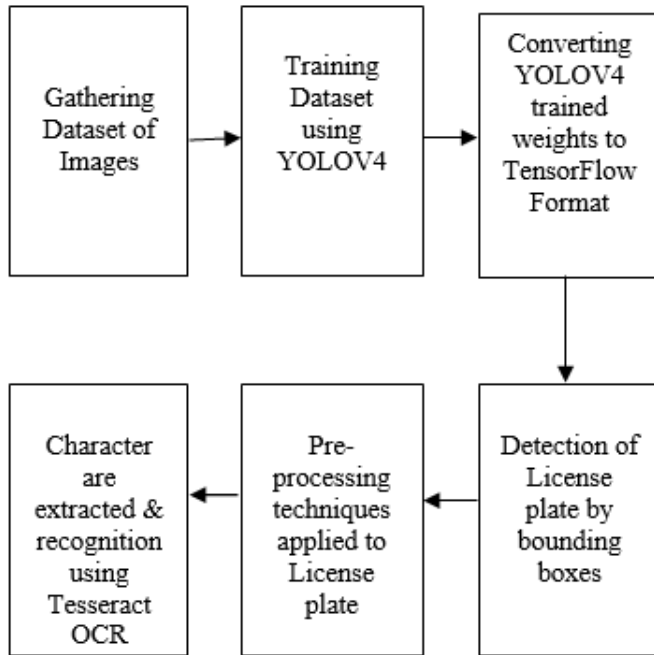 Gathering
Dataset of
Images
Training
Dataset
using
YOLOV4
Converting
YOLOV4
trained
weights to
TensorFlow
Format
Detection of
License
plate by
bounding
boxes
Pre-
processing
techniques
applied to
License
plate
Character
are
extracted &
recognition
using
Tesseract
OCR